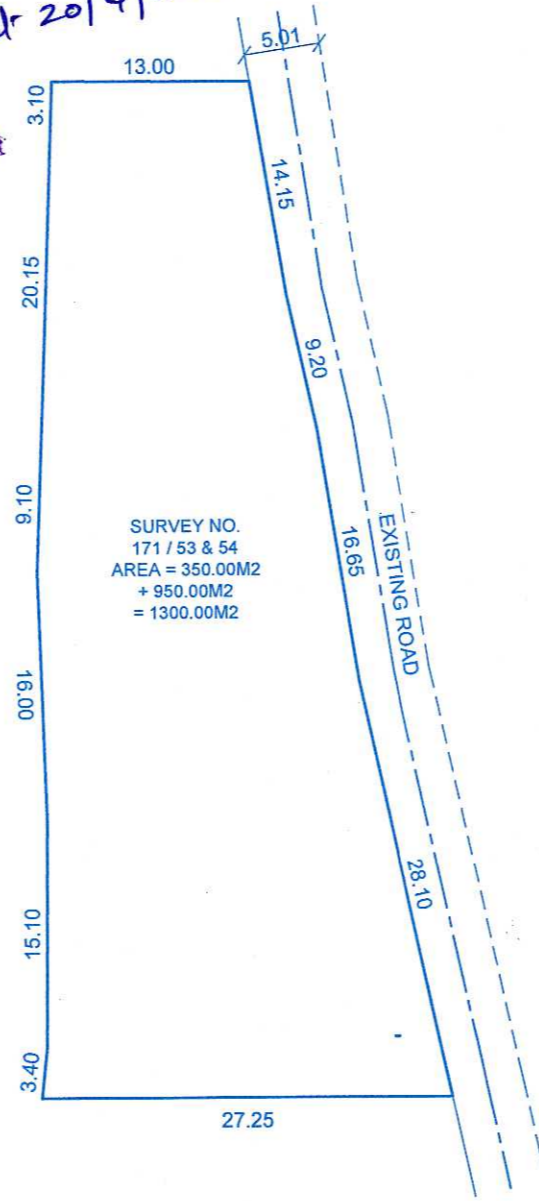 20/9/
5.01
13.00
3.10
14.15
20.15
9.20
9.10
SURVEY NO.
171 / 53 & 54
AREA = 350.00M2
+ 950.00M2
= 1300.00M2
16.65
EXISTING ROAD
16.00
28.10
15.10
3.40
27.25